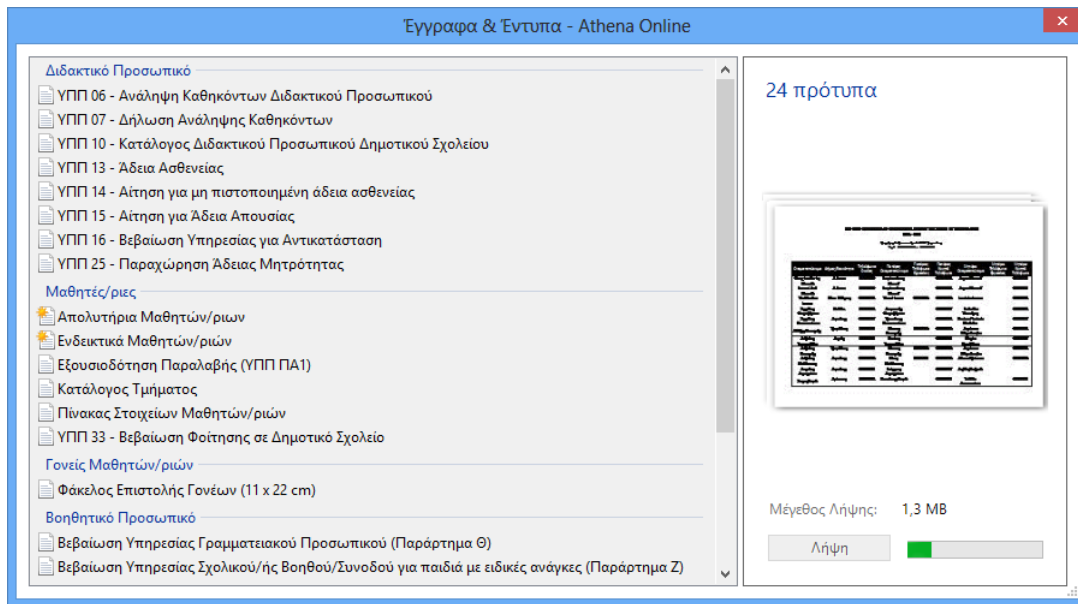 Έγγραφα & Έντυπα - Athena Online
Διδακτικό Προσωπικό
ΥΠΠ 06 - Ανάληψη Καθηκόντων Διδακτικού Προσωπικού
ΥΠΠ 07 - Δήλωση Ανάληψης Καθηκόντων
ΥΠΠ 10 - Κατάλογος Διδακτικού Προσωπικού Δημοτικού Σχολείου
ΥΠΠ 13 - Άδεια Ασθενείας
ΥΠΠ 14 - Αίτηση για μη πιστοποιημένη άδεια ασθενείας
ΥΠΠ 15 - Αίτηση για Άδεια Απουσίας
ΥΠΠ 16 - Βεβαίωση Υπηρεσίας για Αντικατάσταση
ΥΠΠ 25 - Παραχώρηση Άδειας Μητρότητας
Μαθητές/ριες
Απολυτήρια Μαθητών/ριων
Ενδεικτικά Μαθητών/ριών
Εξουσιοδότηση Παραλαβής (ΥΠΠ ΠΑ1)
Κατάλογος Τμήματος
Πίνακας Στοιχείων Μαθητών/ριών
ΥΠΠ 33 - Βεβαίωση Φοίτησης σε Δημοτικό Σχολείο
Γονείς Μαθητών/ριών
Φάκελος Επιστολής Γονέων (11 x 22 cm)
Βοηθητικό Προσωπικό
Βεβαίωση Υπηρεσίας Γραμματειακού Προσωπικού (Παράρτημα Θ)
Βεβαίωση Υπηρεσίας Σχολικού/ής Βοηθού/Συνοδού για παιδιά με ειδικές ανάγκες (Παράρτημα Ζ)
24 πρότυπα
Μέγεθος Λήψης: 1,3 MB
Λήψη